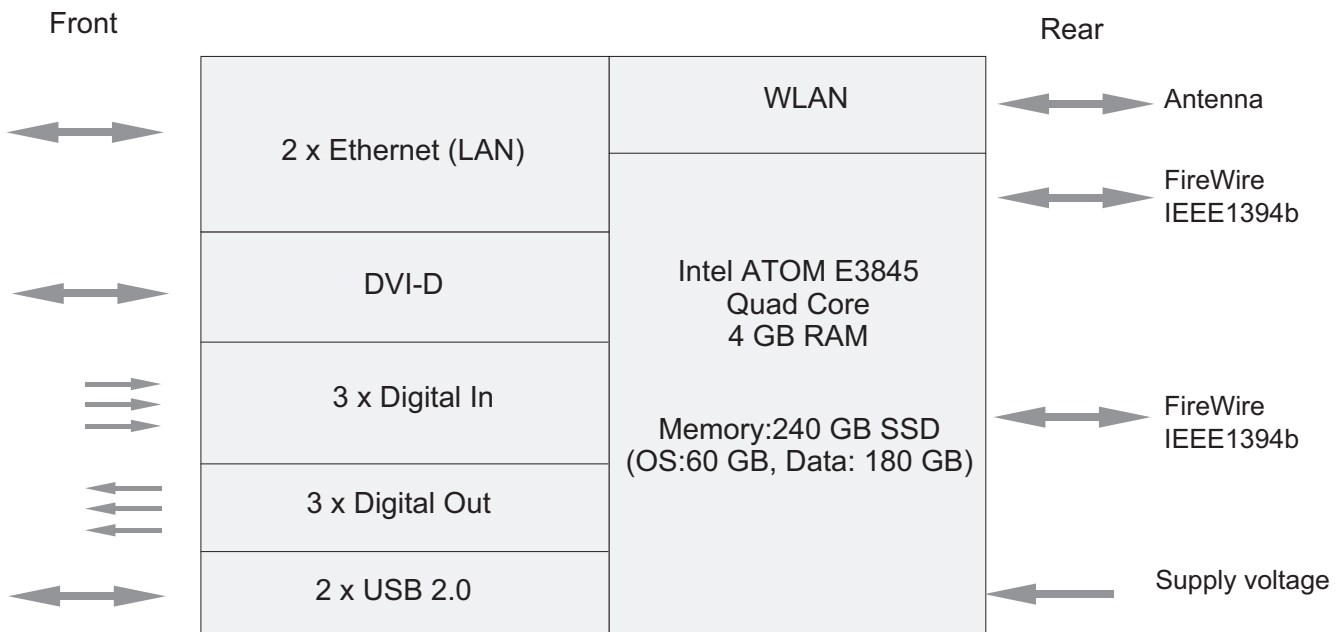 Front
Rear
2 x Ethernet (LAN)
DVI-D
3 x Digital In
3 x Digital Out
2 x USB 2.0
WLAN
Intel ATOM E3845
Quad Core
4 GB RAM
Memory:240 GB SSD
(OS:60 GB, Data: 180 GB)
Antenna
FireWire
IEEE1394b
FireWire
IEEE1394b
Supply voltage